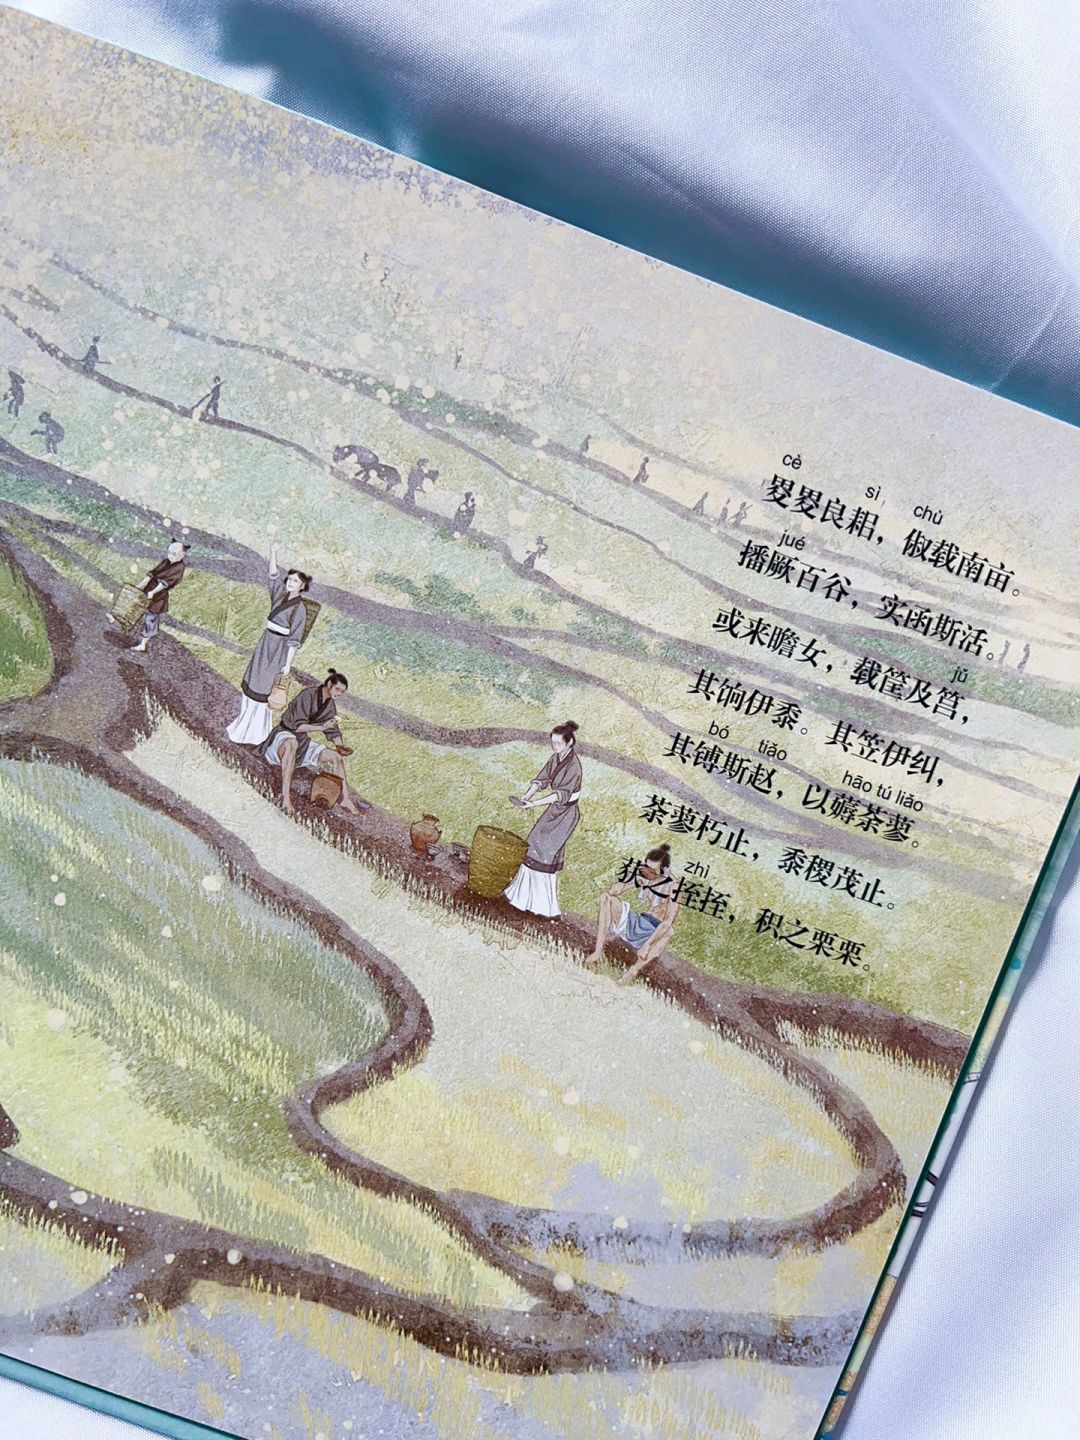 cè sì chù
畟畟良耜，俶载南亩。
jué
播厥百谷，实函斯活。
或来瞻女，载筐及筥，
jǔ
其饷伊黍。其笠伊纠，
bó tiǎo hāo tú liǎo
其镈斯赵，以薅荼蓼。
荼蓼朽止，黍稷茂止。
zhì
获之挃挃，积之栗栗。